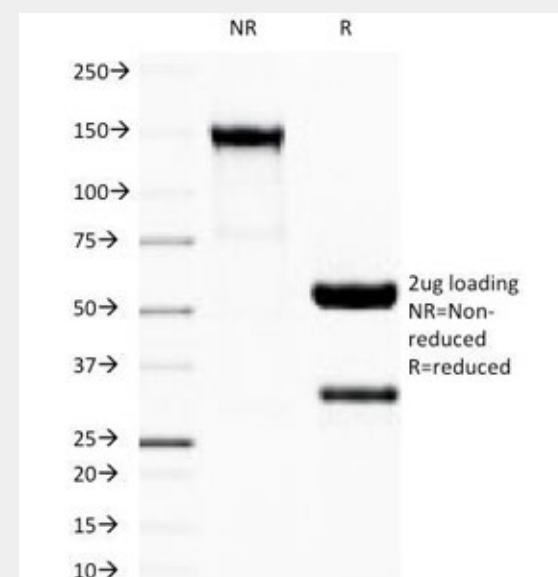 NR R
250→
150→
100→
75→
50→
37→
25→
20→
15→
10→
2ug loading
NR=Non-
reduced
R=reduced